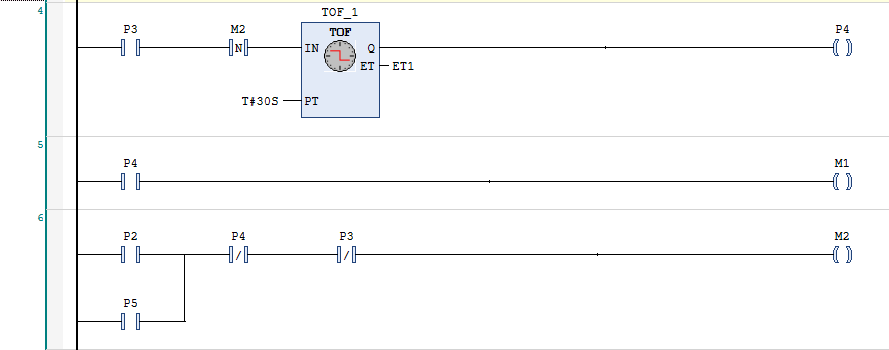 4
TOF_1
P3 M2 TOF P4
N IN Q
ET ET1
T#30S PT
5
P4 M1
6
P2 P4 P3 M2
/ /
P5